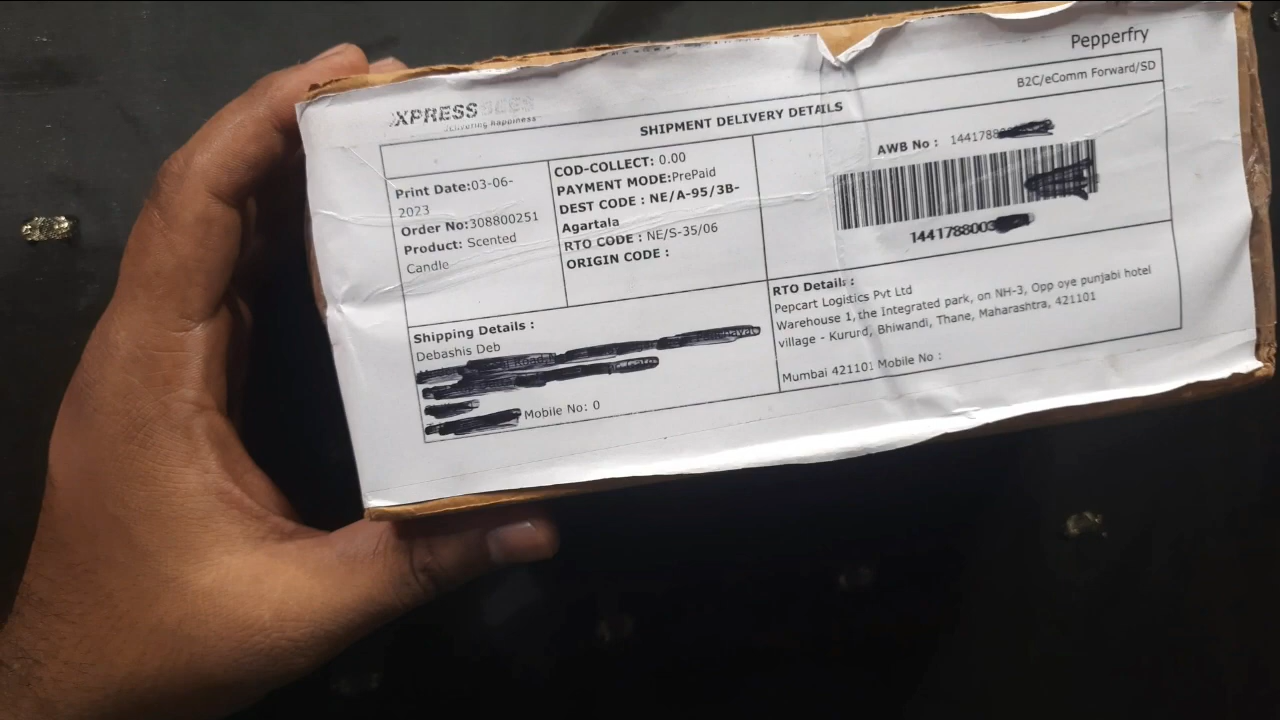 Pepperfry
XPRESSBEES
Delivering Happiness
B2C/eComm Forward/SD
SHIPMENT DELIVERY DETAILS
Print Date:03-06-
2023
Order No:308800251
Product: Scented
Candle
COD-COLLECT: 0.00
PAYMENT MODE:PrePaid
DEST CODE : NE/A-95/3B-
Agartala
RTO CODE : NE/S-35/06
ORIGIN CODE :
AWB No : 1441788
144178800
Shipping Details :
Debashis Deb
Mobile No: 0
RTO Details :
Pepcart Logistics Pvt Ltd
Warehouse 1, the Integrated park, on NH-3, Opp oye punjabi hotel
village - Kururd, Bhiwandi, Thane, Maharashtra, 421101
Mumbai 421101 Mobile No :